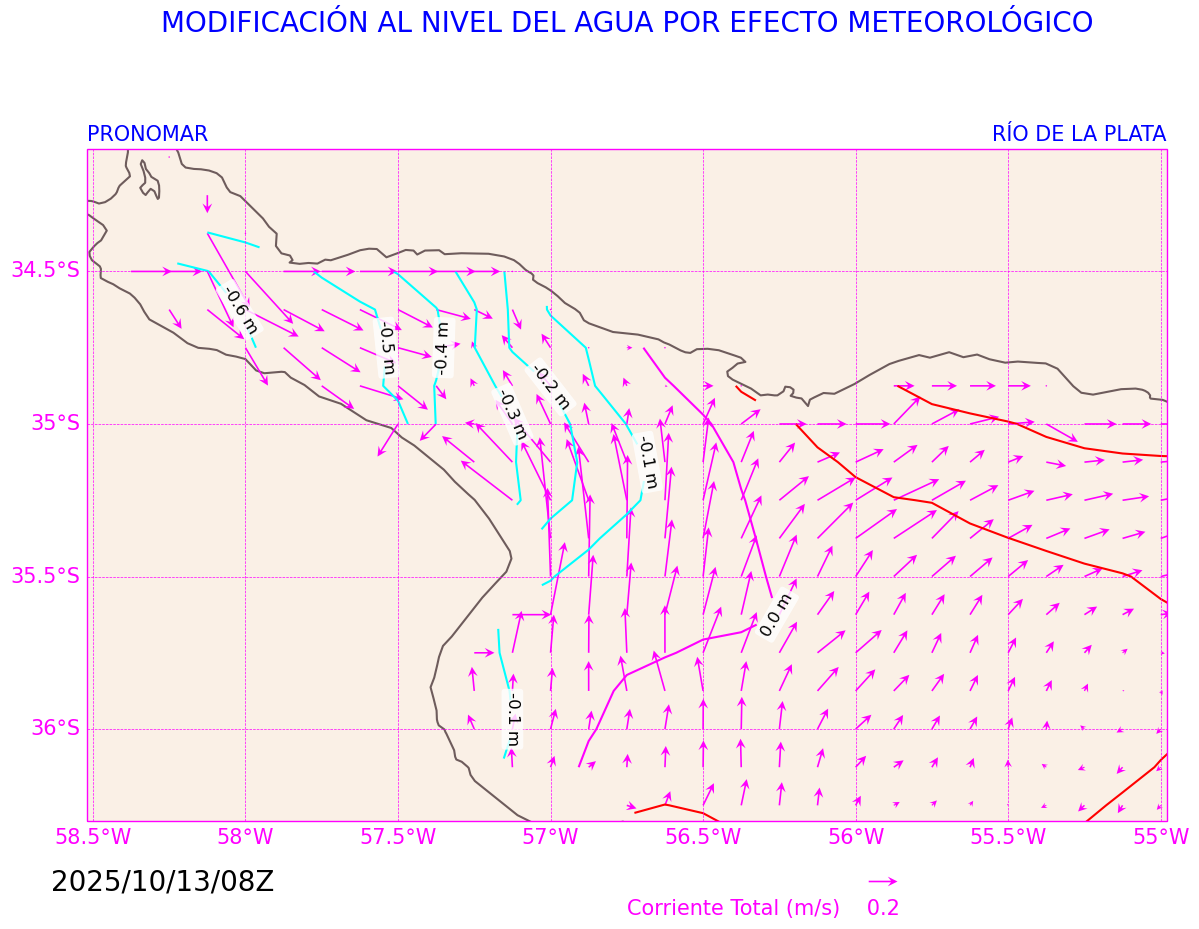 MODIFICACIÓN AL NIVEL DEL AGUA POR EFECTO METEOROLÓGICO
PRONOMAR
RÍO DE LA PLATA
34.5°S
-0.6 m
-0.5 m
-0.4 m
-0.2 m
-0.3 m
35°S
-0.1 m
35.5°S
0.0 m
-0.1 m
36°S
58.5°W
58°W
57.5°W
57°W
56.5°W
56°W
55.5°W
55°W
2025/10/13/08Z
Corriente Total (m/s) 0.2